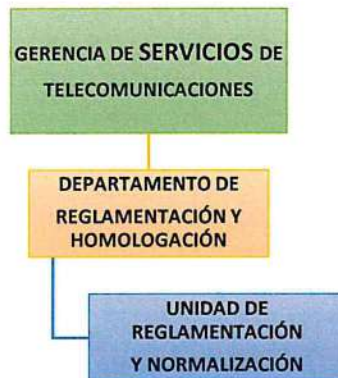 GERENCIA DE SERVICIOS DE
TELECOMUNICACIONES
DEPARTAMENTO DE
REGLAMENTACIÓN Y
HOMOLOGACIÓN
UNIDAD DE
REGLAMENTACIÓN
Y NORMALIZACIÓN